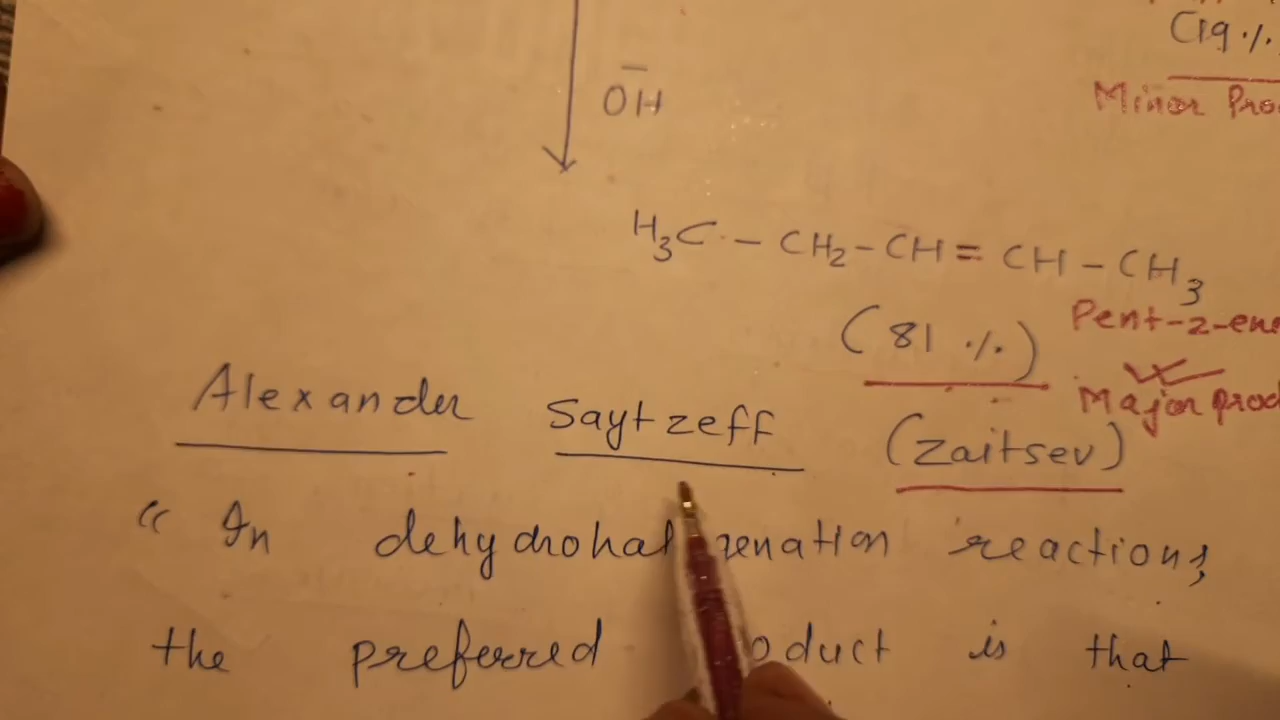 (19 %
Minor Pro
OH⁻
H3C - CH2 - CH = CH - CH3
(81 %) Pent-2-ene
Major prod
Alexander Saytzeff (Zaitsev)
"In dehydrohalogenation reactions,
the preferred product is that